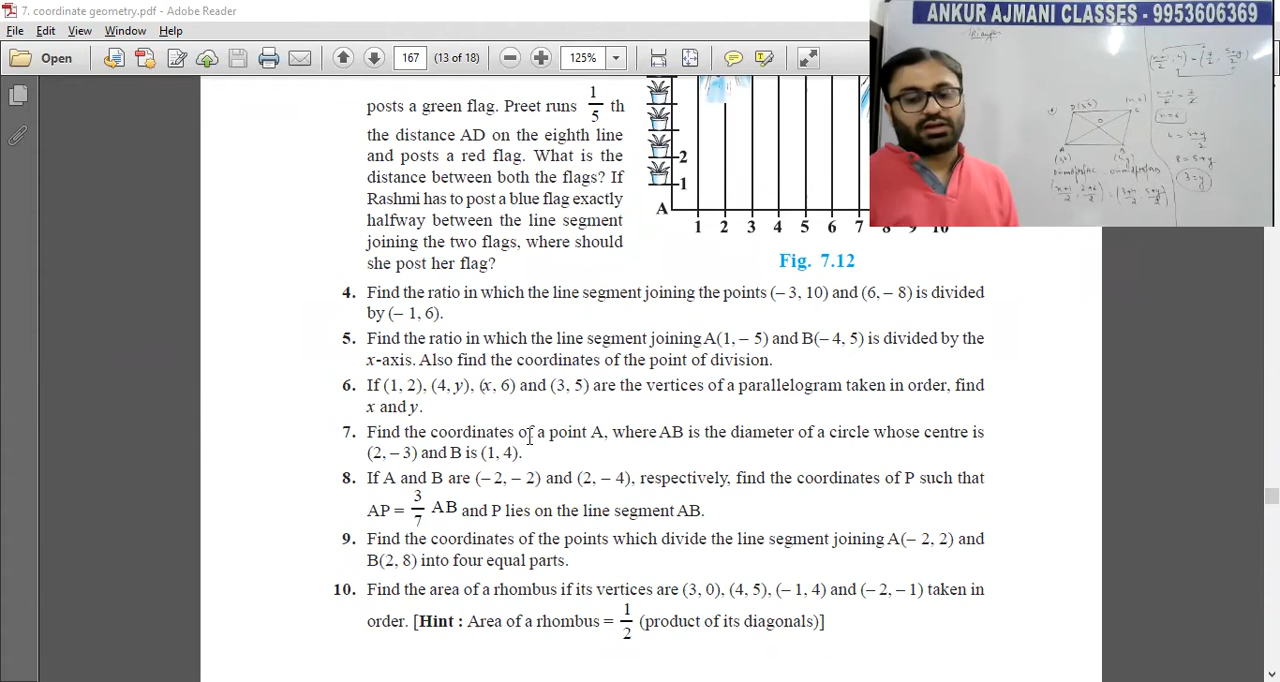 7. coordinate geometry.pdf - Adobe Reader
File Edit View Window Help
Open 167 (13 of 18) 125%
ANKUR AJMANI CLASSES - 9953606369
posts a green flag. Preet runs 1/5 th
the distance AD on the eighth line
and posts a red flag. What is the
distance between both the flags? If
Rashmi has to post a blue flag exactly
halfway between the line segment
joining the two flags, where should
she post her flag?
2
1
A
1 2 3 4 5 6 7 8 9 10
Fig. 7.12
4. Find the ratio in which the line segment joining the points (– 3, 10) and (6, – 8) is divided
by (– 1, 6).
5. Find the ratio in which the line segment joining A(1, – 5) and B(– 4, 5) is divided by the
x-axis. Also find the coordinates of the point of division.
6. If (1, 2), (4, y), (x, 6) and (3, 5) are the vertices of a parallelogram taken in order, find
x and y.
7. Find the coordinates of a point A, where AB is the diameter of a circle whose centre is
(2, – 3) and B is (1, 4).
8. If A and B are (– 2, – 2) and (2, – 4), respectively, find the coordinates of P such that
AP = 3/7 AB and P lies on the line segment AB.
9. Find the coordinates of the points which divide the line segment joining A(– 2, 2) and
B(2, 8) into four equal parts.
10. Find the area of a rhombus if its vertices are (3, 0), (4, 5), (– 1, 4) and (– 2, – 1) taken in
order. [Hint : Area of a rhombus = 1/2 (product of its diagonals)]